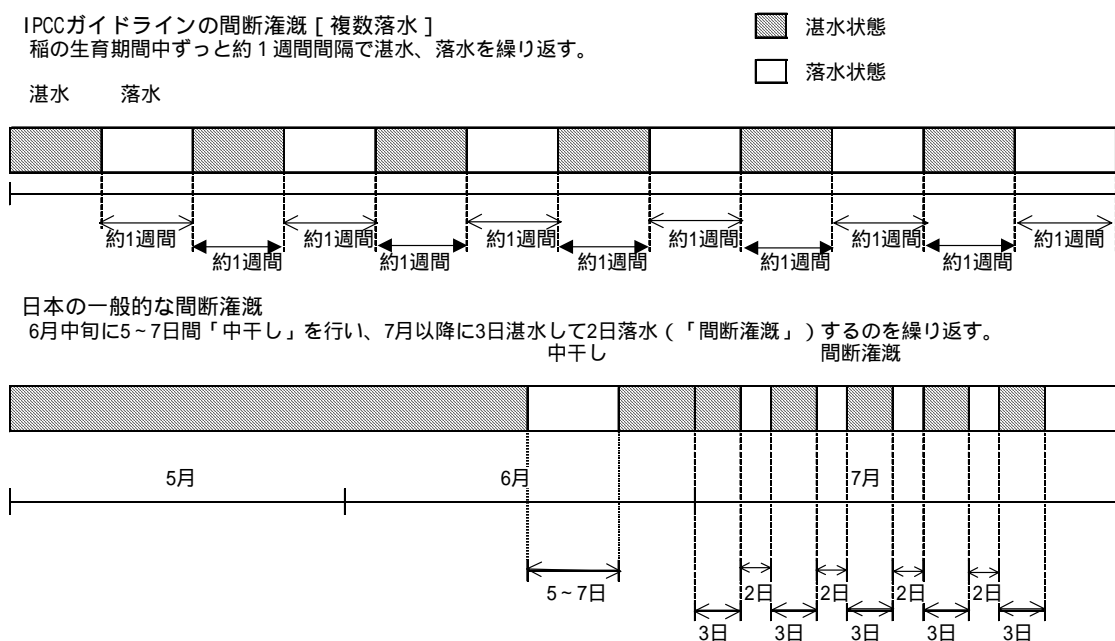 IPCCガイドラインの間断灌漑［複数落水］
稲の生育期間中ずっと約1週間間隔で湛水、落水を繰り返す。
湛水状態
落水状態
湛水 落水
約1週間 約1週間 約1週間 約1週間 約1週間 約1週間
約1週間 約1週間 約1週間 約1週間 約1週間
日本の一般的な間断灌漑
6月中旬に5~7日間「中干し」を行い、7月以降に3日湛水して2日落水（「間断灌漑」）するのを繰り返す。
中干し 間断灌漑
5月 6月 7月
5~7日 2日 2日 2日 2日
3日 3日 3日 3日 3日